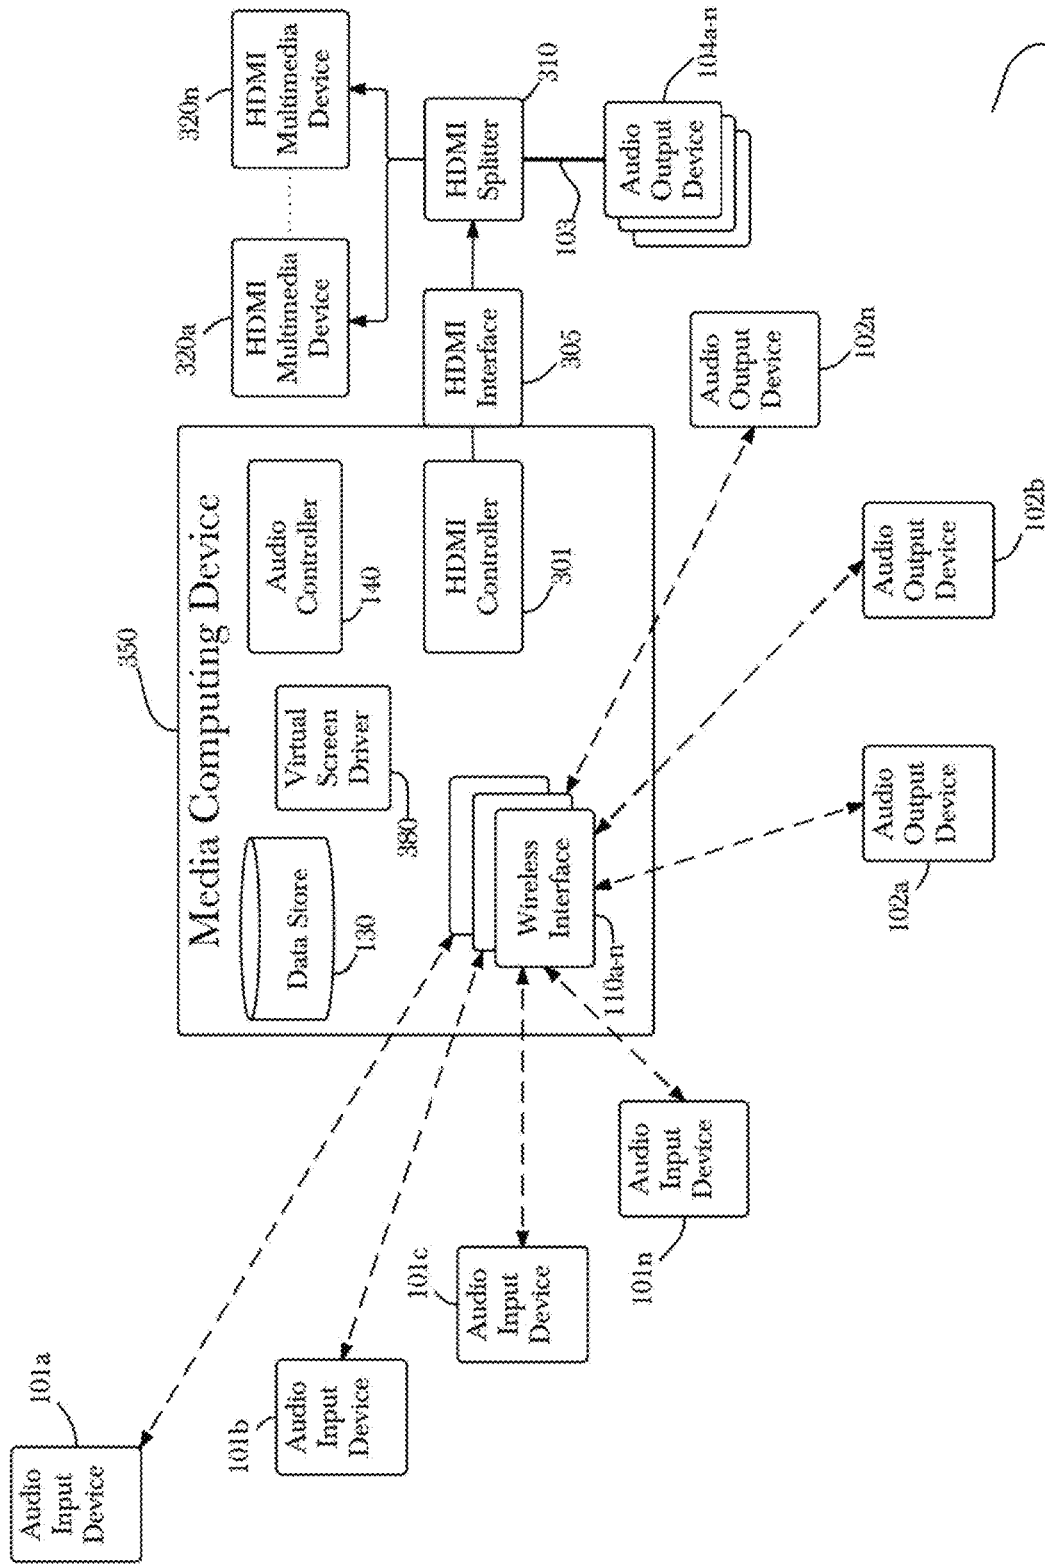 320n
HDMI
Multimedia
Device
320a
HDMI
Multimedia
Device
310
HDMI
Splitter
103
104a-n
Audio
Output
Device
HDMI
Interface
305
350
Media Computing Device
Data Store
130
Virtual
Screen
Driver
380
Audio
Controller
140
HDMI
Controller
301
Wireless
Interface
110a-n
101a
Audio
Input
Device
101b
Audio
Input
Device
101c
Audio
Input
Device
101n
Audio
Input
Device
102a
Audio
Output
Device
102b
Audio
Output
Device
102n
Audio
Output
Device